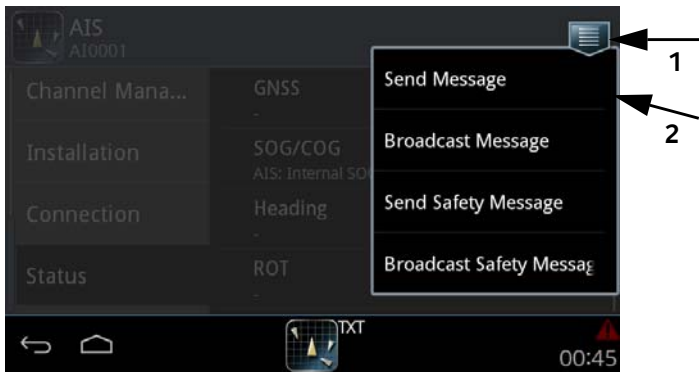 AIS
AI0001
1
Channel Mana...
GNSS
-
Send Message
2
Installation
SOG/COG
AIS: Internal SO
Broadcast Message
Connection
Heading
-
Send Safety Message
Status
ROT
-
Broadcast Safety Messag
TXT
00:45